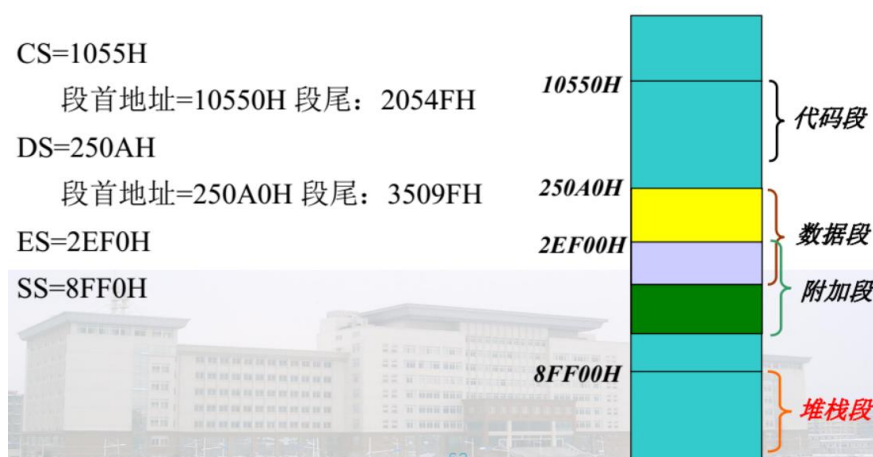 CS=1055H
段首地址=10550H 段尾：2054FH
DS=250AH
段首地址=250A0H 段尾：3509FH
ES=2EF0H
SS=8FF0H
10550H
代码段
250A0H
数据段
2EF00H
附加段
8FF00H
堆栈段